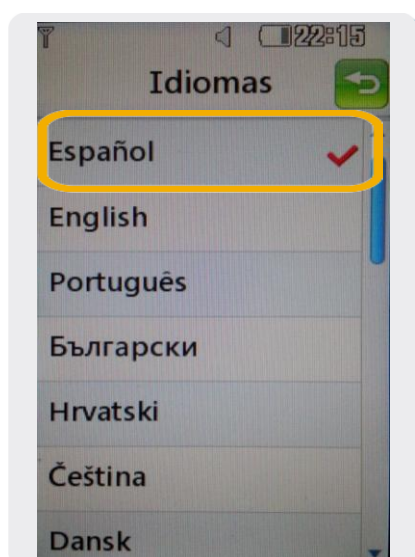 22:15
Idiomas
Español
English
Português
Български
Hrvatski
Čeština
Dansk